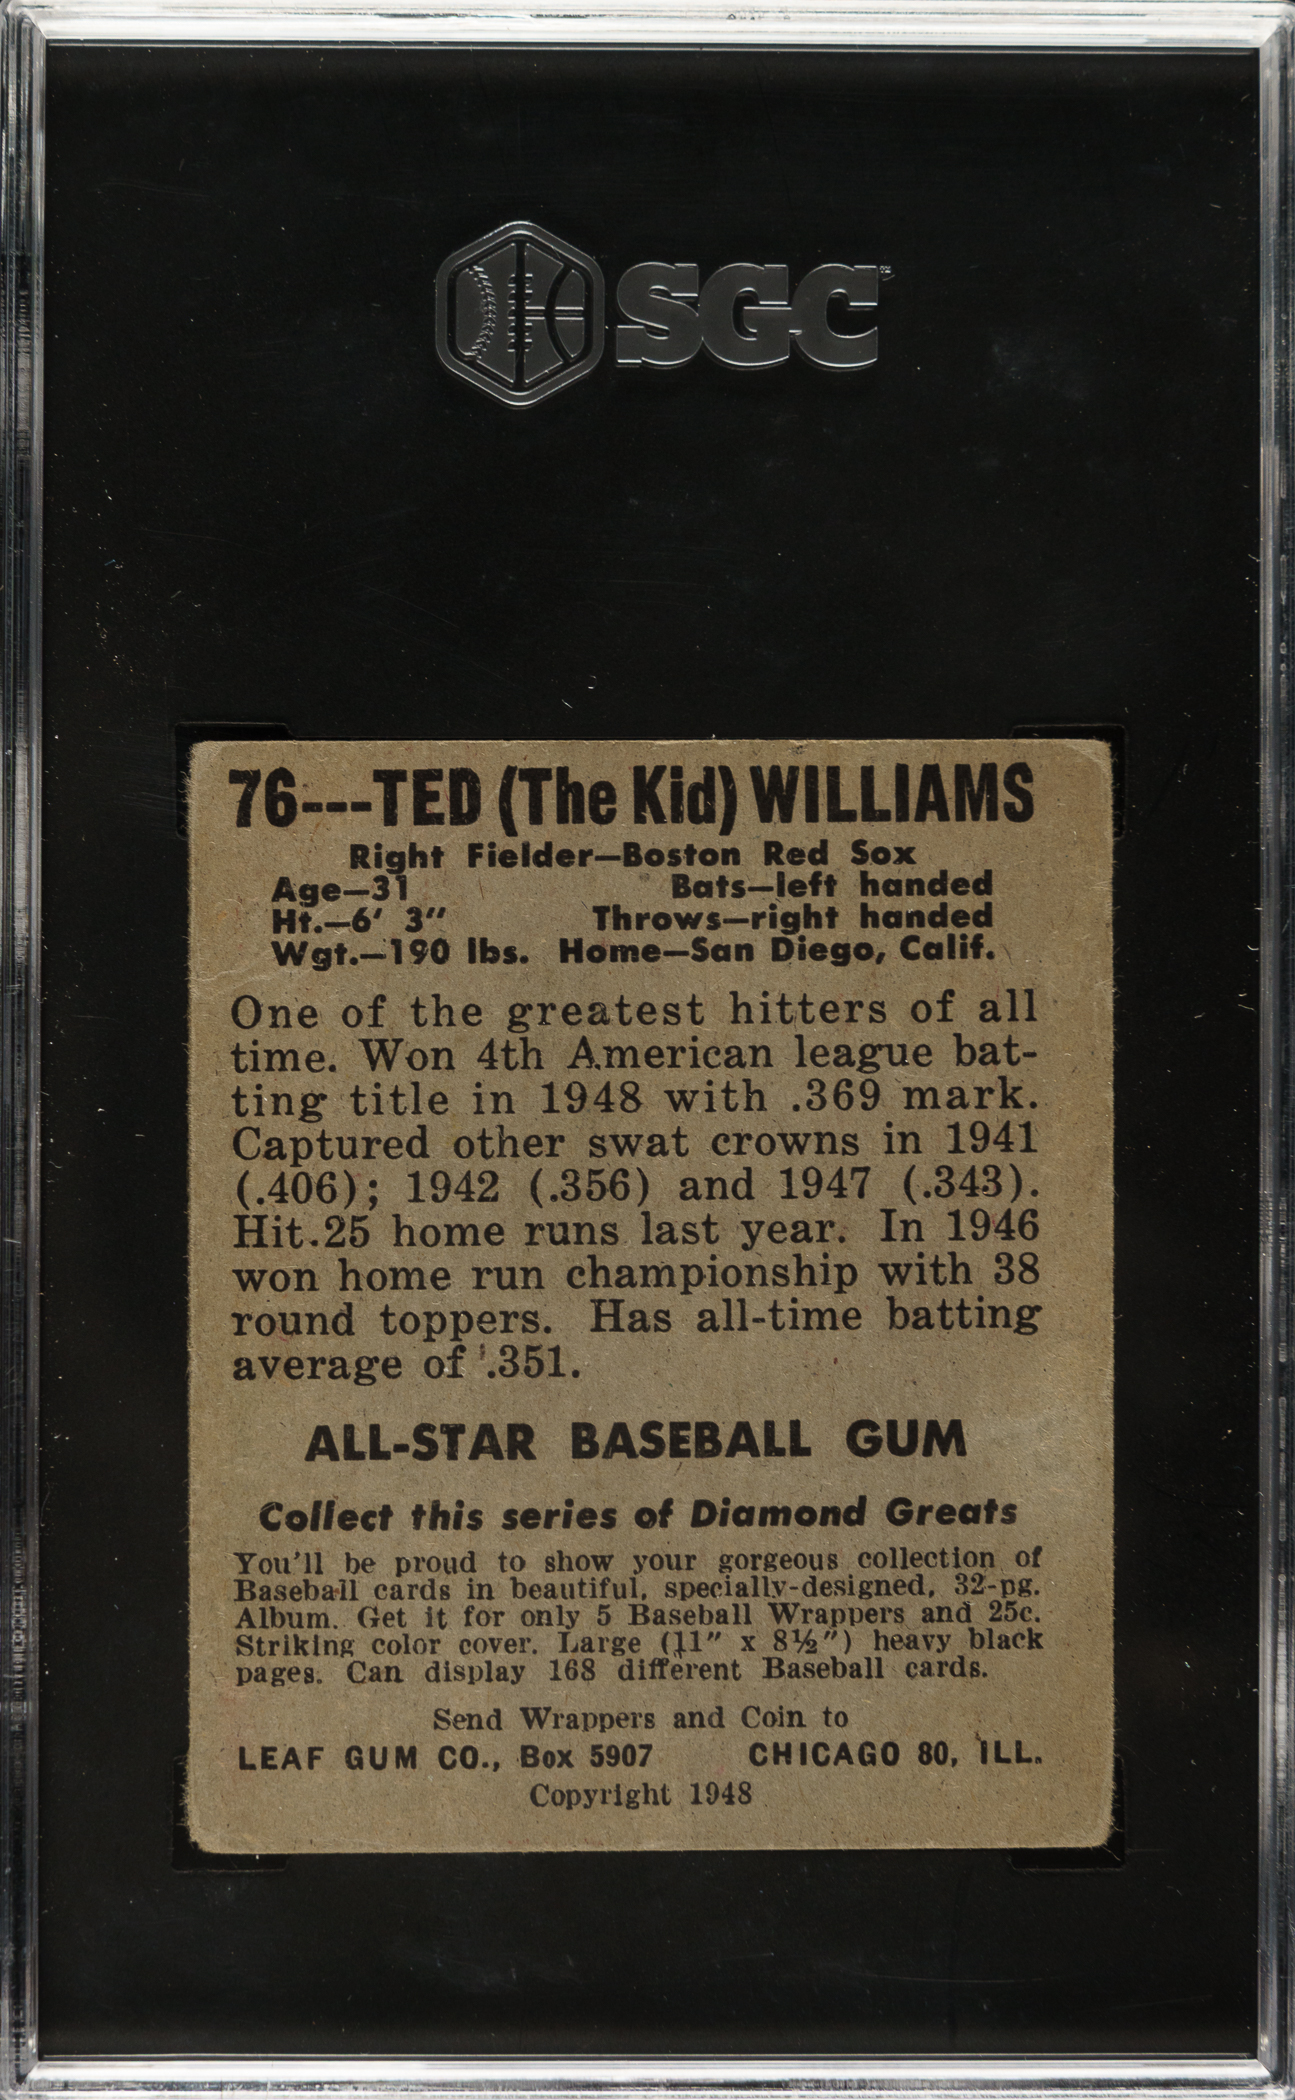 SGC
76---TED (The Kid) WILLIAMS
Right Fielder—Boston Red Sox
Age—31 Bats—left handed
Ht.—6' 3" Throws—right handed
Wgt.—190 lbs. Home—San Diego, Calif.
One of the greatest hitters of all
time. Won 4th American league bat-
ting title in 1948 with .369 mark.
Captured other swat crowns in 1941
(.406); 1942 (.356) and 1947 (.343).
Hit 25 home runs last year. In 1946
won home run championship with 38
round toppers. Has all-time batting
average of .351.
ALL-STAR BASEBALL GUM
Collect this series of Diamond Greats
You'll be proud to show your gorgeous collection of
Baseball cards in beautiful, specially-designed, 32-pg.
Album. Get it for only 5 Baseball Wrappers and 25c.
Striking color cover. Large (11" x 8½") heavy black
pages. Can display 168 different Baseball cards.
Send Wrappers and Coin to
LEAF GUM CO., Box 5907 CHICAGO 80, ILL.
Copyright 1948